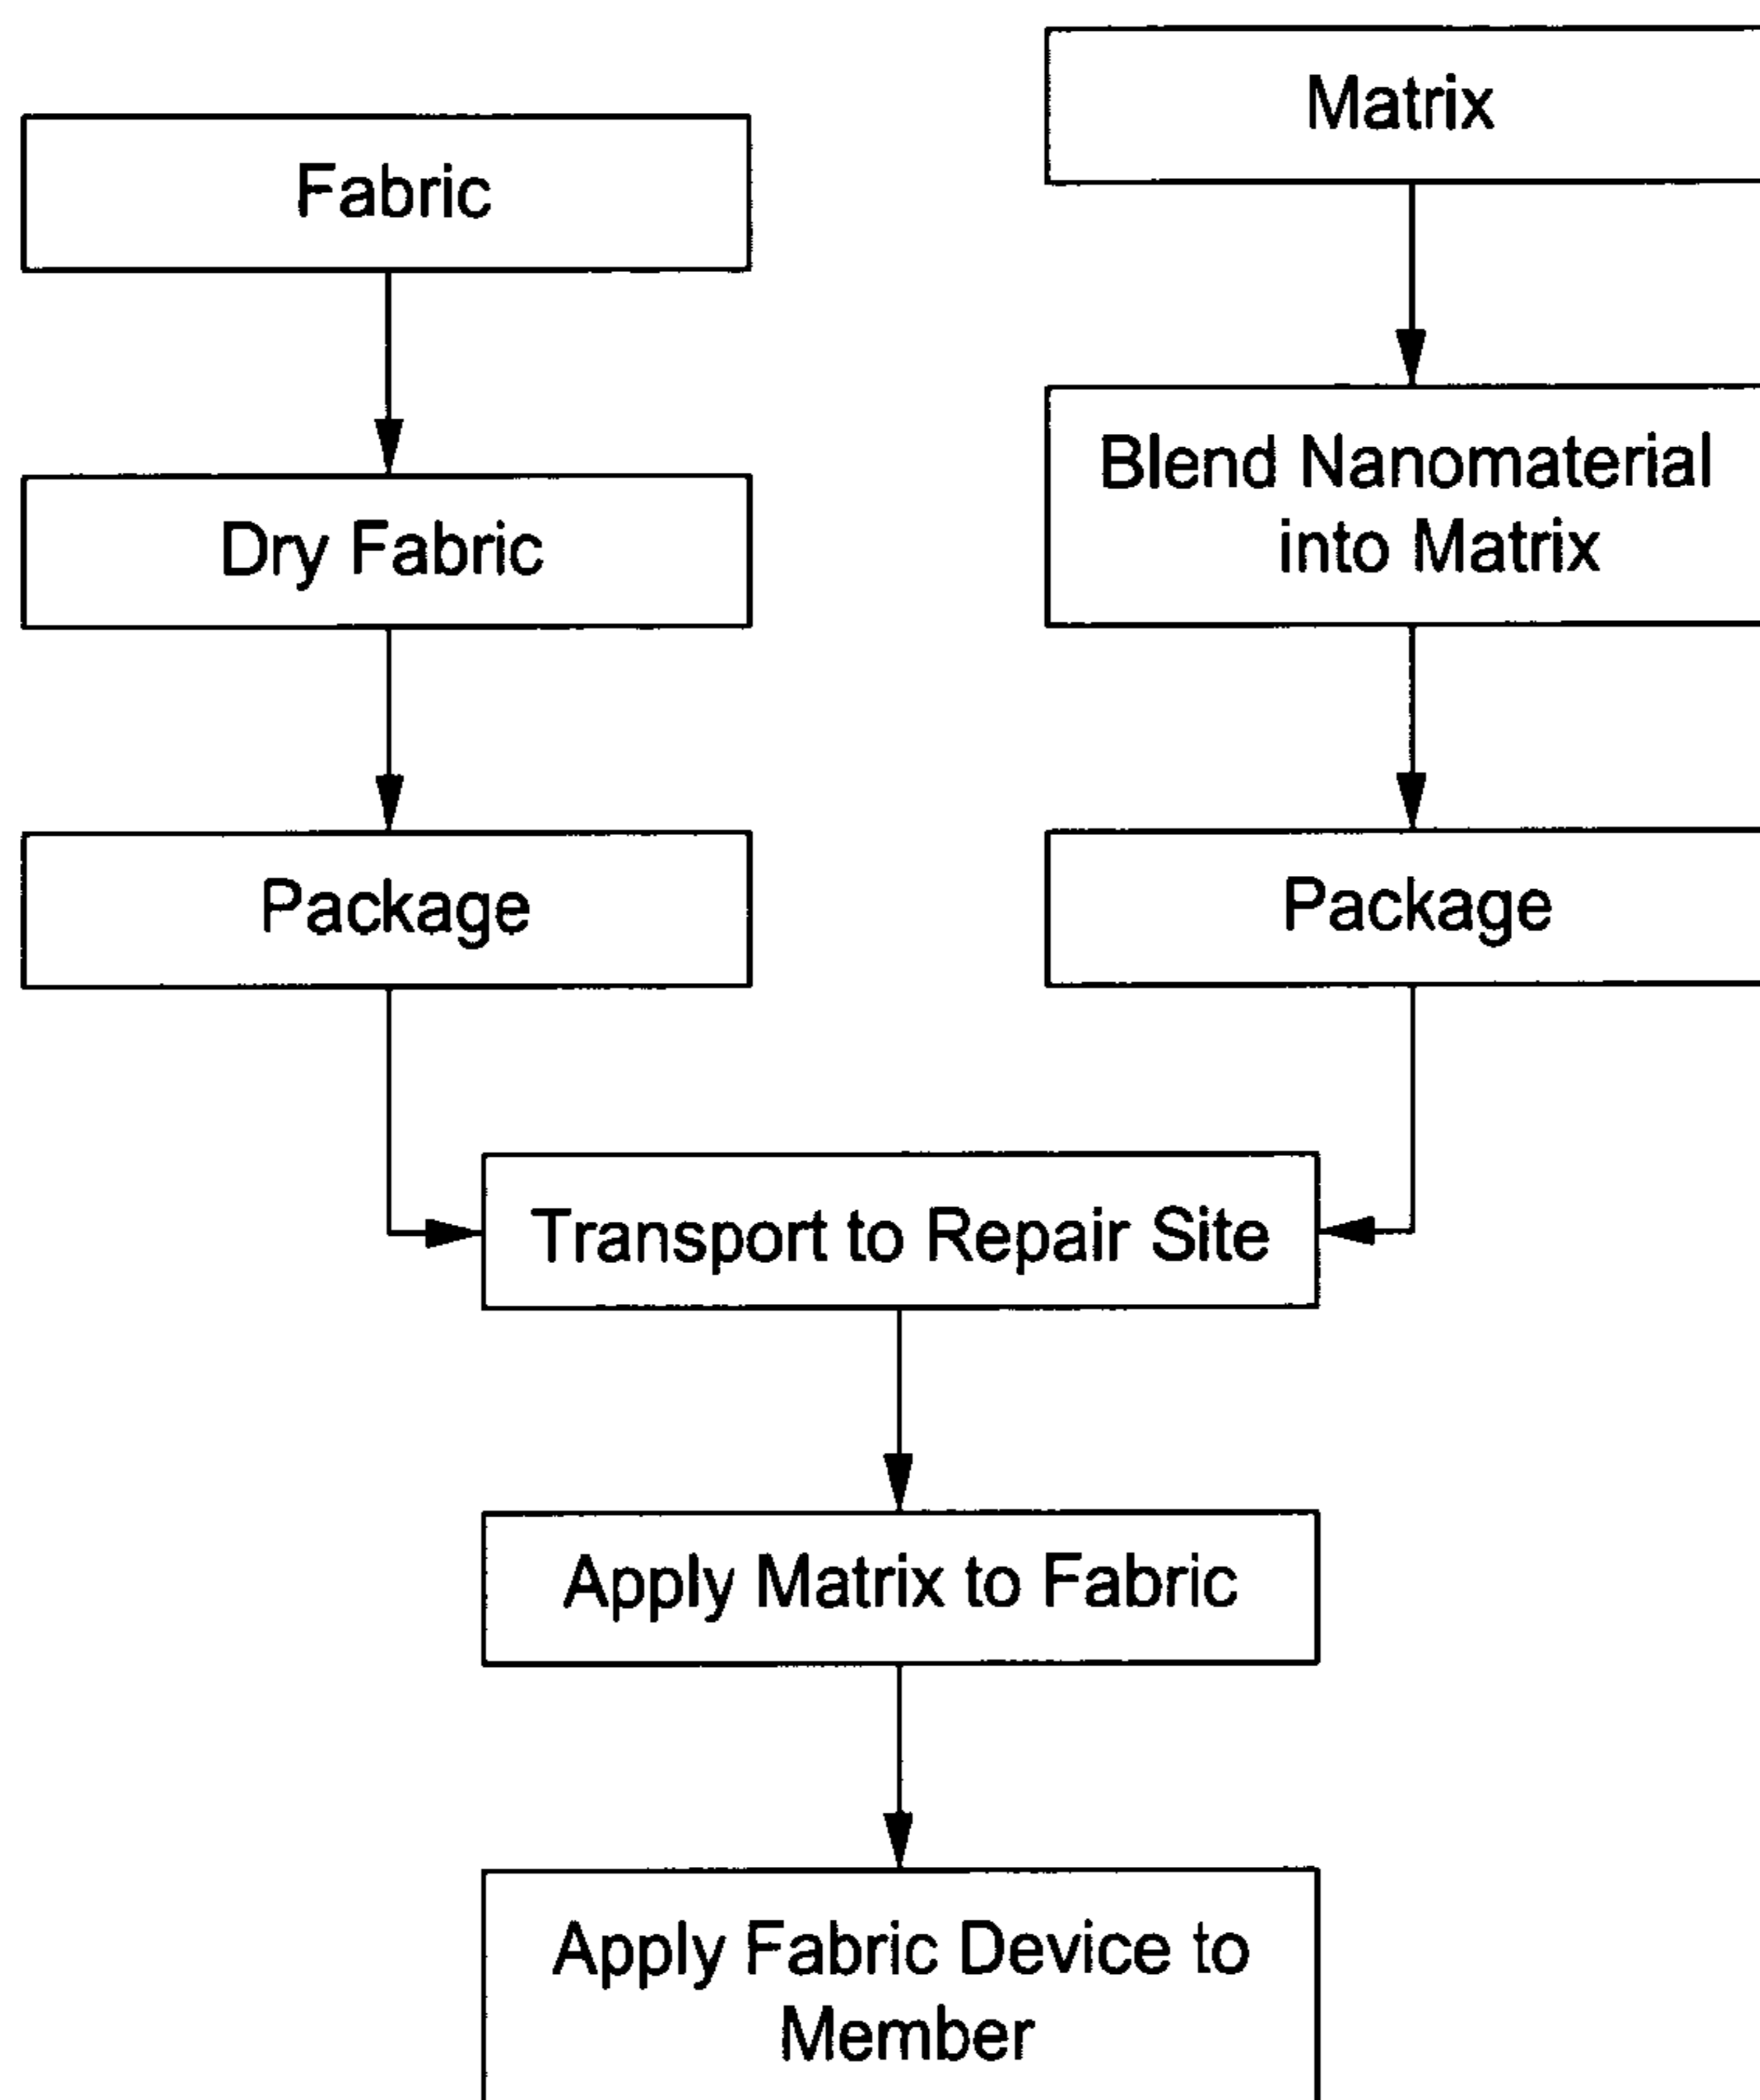 Matrix
Fabric
Blend Nanomaterial
into Matrix
Dry Fabric
Package
Package
Transport to Repair Site
Apply Matrix to Fabric
Apply Fabric Device to
Member